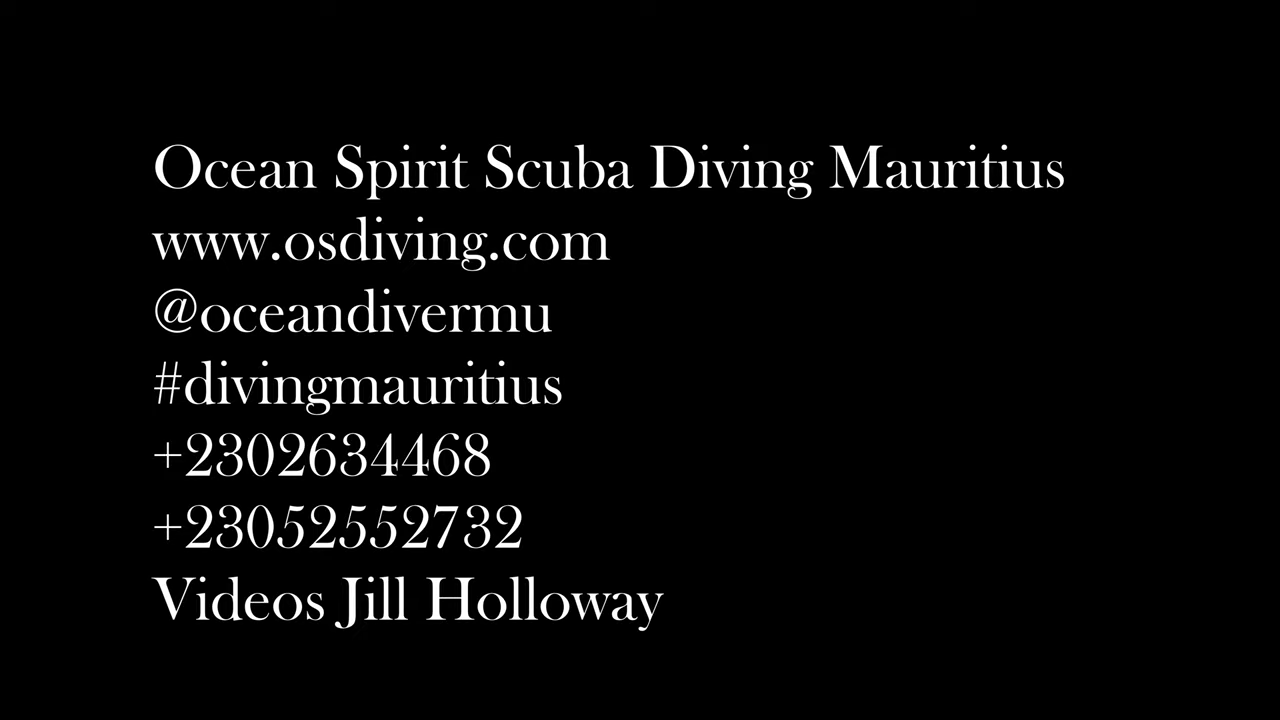 Ocean Spirit Scuba Diving Mauritius
www.osdiving.com
@oceandivermu
#divingmauritius
+2302634468
+23052552732
Videos Jill Holloway